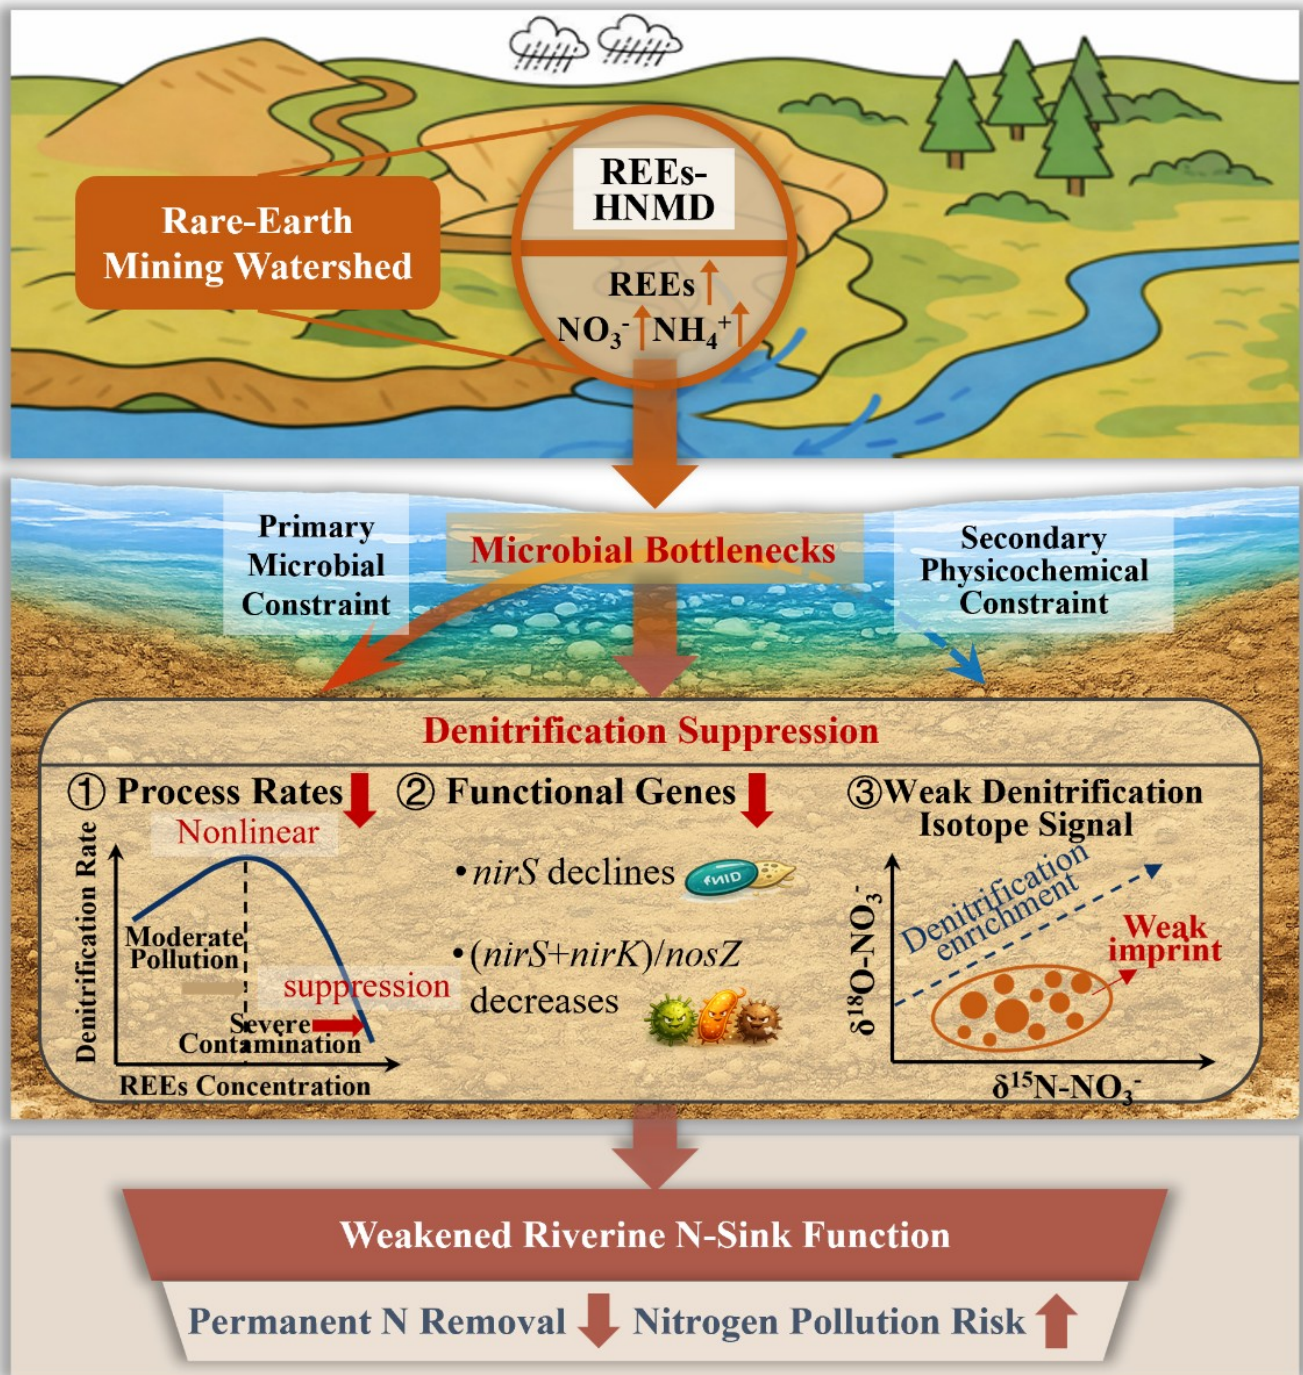 REEs-
HNMD
Rare-Earth
Mining Watershed
REEs
NO₃⁻ NH₄⁺
Primary
Microbial
Constraint
Microbial Bottlenecks
Secondary
Physicochemical
Constraint
Denitrification Suppression
① Process Rates
Nonlinear
Denitrification Rate
Moderate
Pollution
suppression
Severe
Contamination
REEs Concentration
② Functional Genes
•nirS declines
•(nirS+nirK)/nosZ
decreases
③Weak Denitrification
Isotope Signal
δ¹⁸O-NO₃⁻
Denitrification
enrichment
Weak
imprint
δ¹⁵N-NO₃⁻
Weakened Riverine N-Sink Function
Permanent N Removal Nitrogen Pollution Risk